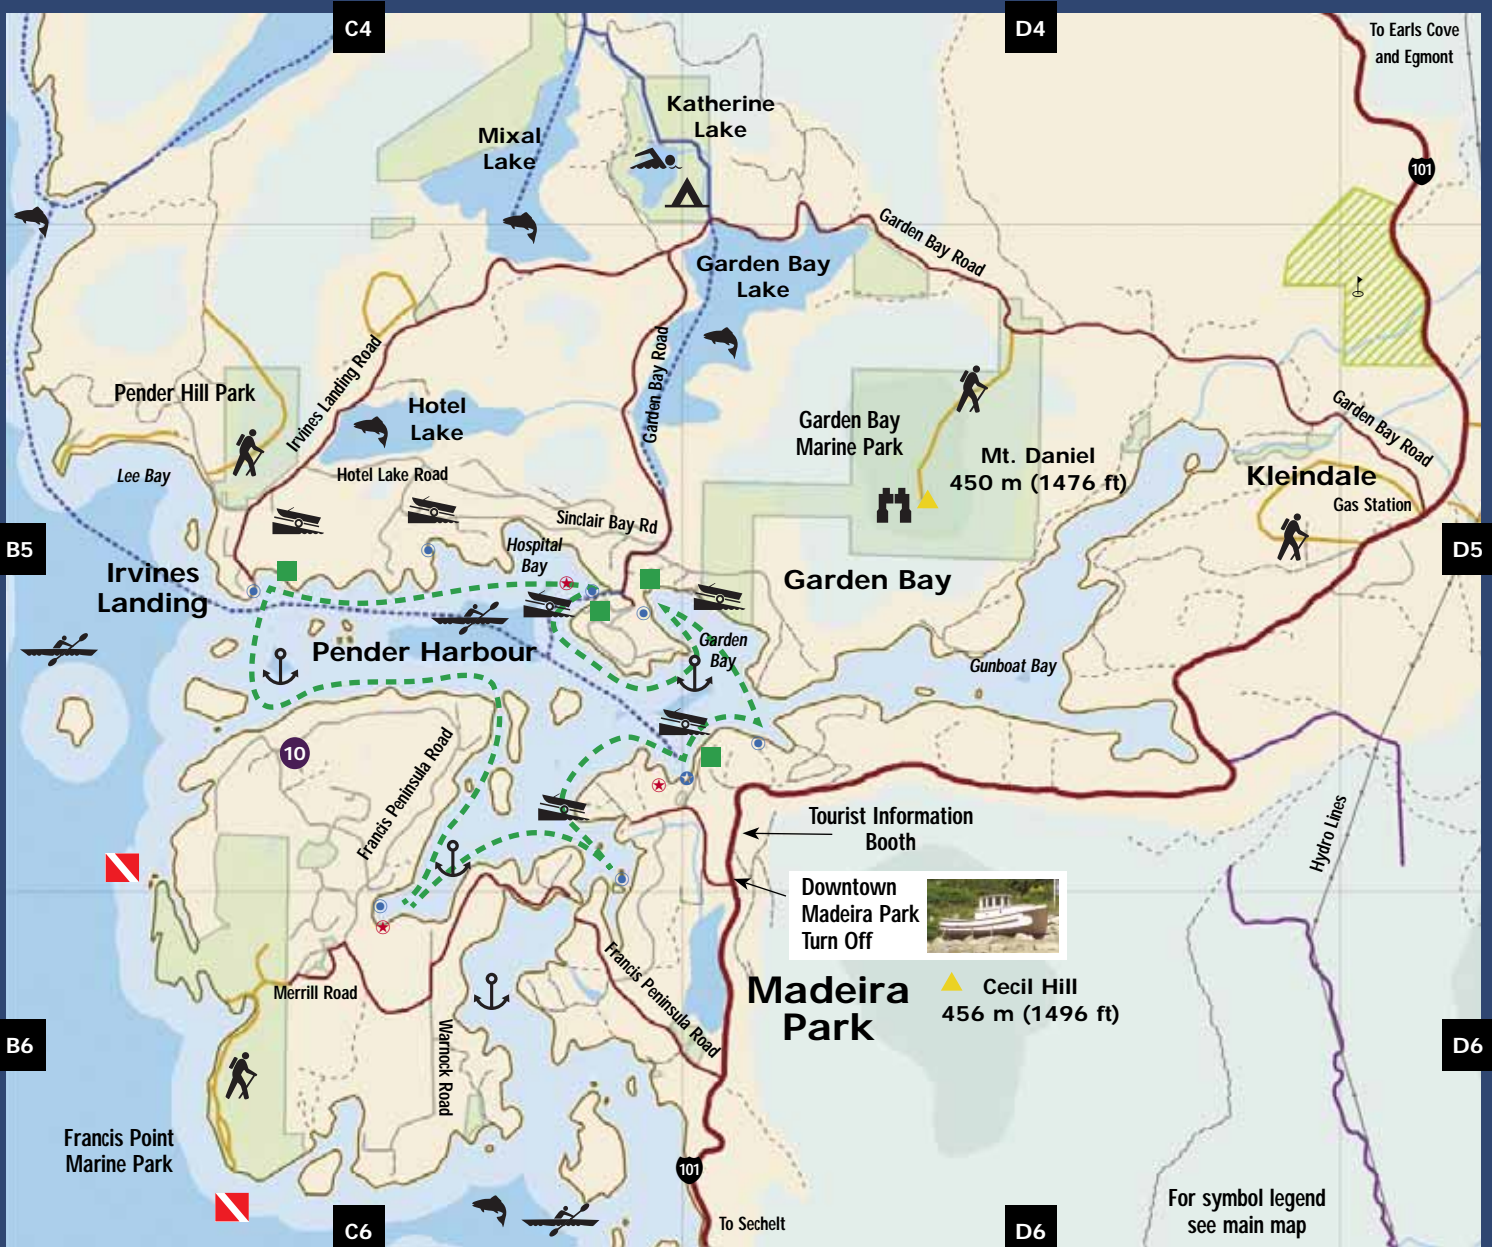 C4
D4
To Earls Cove
and Egmont
Katherine
Lake
Mixal
Lake
101
Garden Bay Road
Garden Bay
Lake
Garden Bay Road
Irvines Landing Road
Pender Hill Park
Hotel
Lake
Garden Bay
Marine Park
Garden Bay Road
Mt. Daniel
450 m (1476 ft)
Kleindale
Gas Station
Lee Bay
Hotel Lake Road
Sinclair Bay Rd
Hospital
Bay
B5
D5
Irvines
Landing
Garden Bay
Pender Harbour
Garden
Bay
Gunboat Bay
10
Francis Peninsula Road
Tourist Information
Booth
Hydro Lines
Downtown
Madeira Park
Turn Off
Francis Peninsula Road
Merrill Road
Madeira
Park
Cecil Hill
456 m (1496 ft)
Warnock Road
B6
D6
Francis Point
Marine Park
101
To Sechelt
For symbol legend
see main map
C6
D6